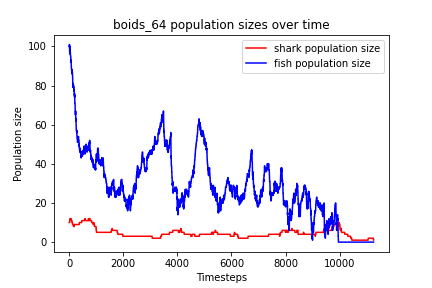 boids_64 population sizes over time
shark population size
fish population size
Population size
100
80
60
40
20
0
0
2000
4000
6000
8000
10000
Timesteps